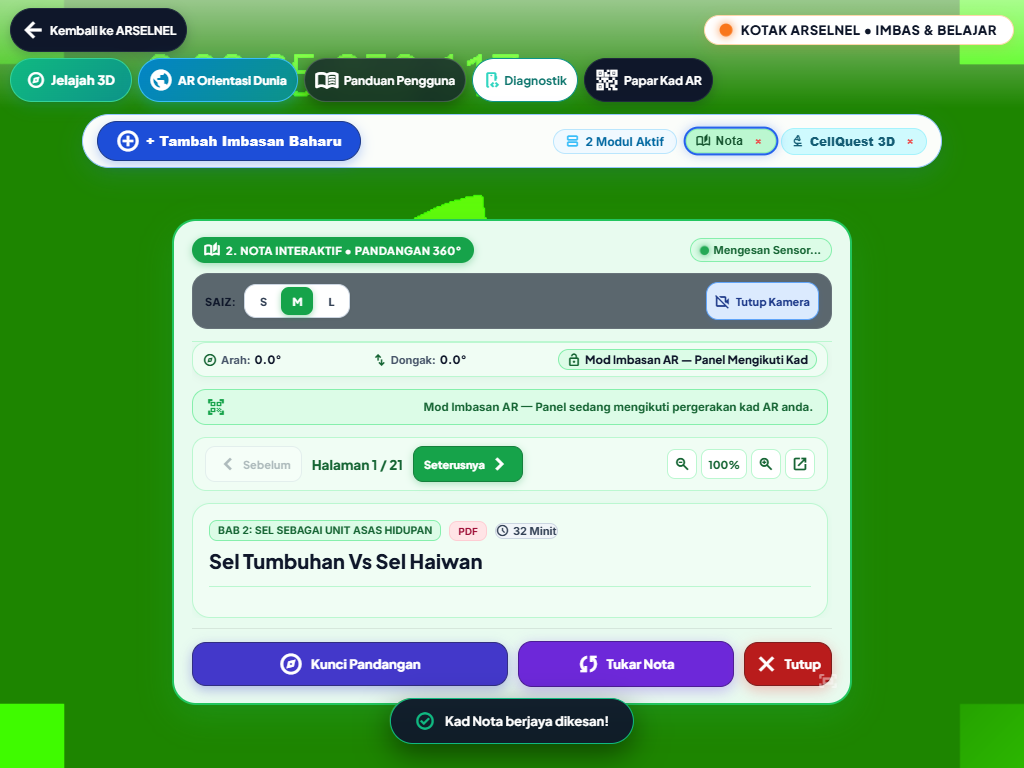 Kembali ke ARSELNEL
KOTAK ARSELNEL • IMBAS & BELAJAR
Jelajah 3D
AR Orientasi Dunia
Panduan Pengguna
Diagnostik
Papar Kad AR
+ Tambah Imbasan Baharu
2 Modul Aktif
Nota ×
CellQuest 3D ×
2. NOTA INTERAKTIF • PANDANGAN 360°
Mengesan Sensor...
SAIZ: S M L
Tutup Kamera
Arah: 0.0°
Dongak: 0.0°
Mod Imbasan AR — Panel Mengikuti Kad
Mod Imbasan AR — Panel sedang mengikuti pergerakan kad AR anda.
Sebelum
Halaman 1 / 21
Seterusnya
100%
BAB 2: SEL SEBAGAI UNIT ASAS HIDUPAN
PDF
32 Minit
Sel Tumbuhan Vs Sel Haiwan
Kunci Pandangan
Tukar Nota
Tutup
Kad Nota berjaya dikesan!